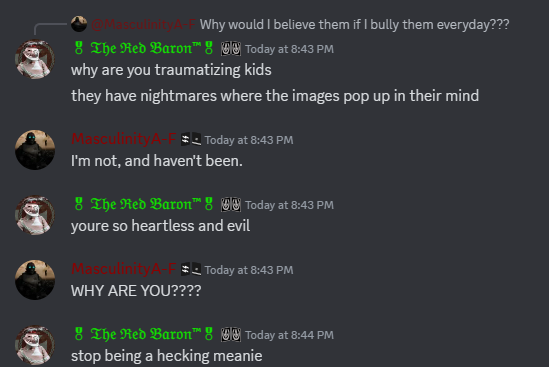 @MasculinityA-F Why would I believe them if I bully them everyday???
🎖 𝕿𝖍𝖊 𝕽𝖊𝖉 𝕭𝖆𝖗𝖔𝖓™ 🎖 Today at 8:43 PM
why are you traumatizing kids
they have nightmares where the images pop up in their mind
MasculinityA-F Today at 8:43 PM
I'm not, and haven't been.
🎖 𝕿𝖍𝖊 𝕽𝖊𝖉 𝕭𝖆𝖗𝖔𝖓™ 🎖 Today at 8:43 PM
youre so heartless and evil
MasculinityA-F Today at 8:43 PM
WHY ARE YOU????
🎖 𝕿𝖍𝖊 𝕽𝖊𝖉 𝕭𝖆𝖗𝖔𝖓™ 🎖 Today at 8:44 PM
stop being a hecking meanie